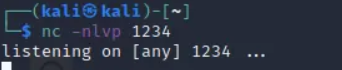 ┌──(kali㉿kali)-[~]
└─$ nc -nlvp 1234
listening on [any] 1234 ...